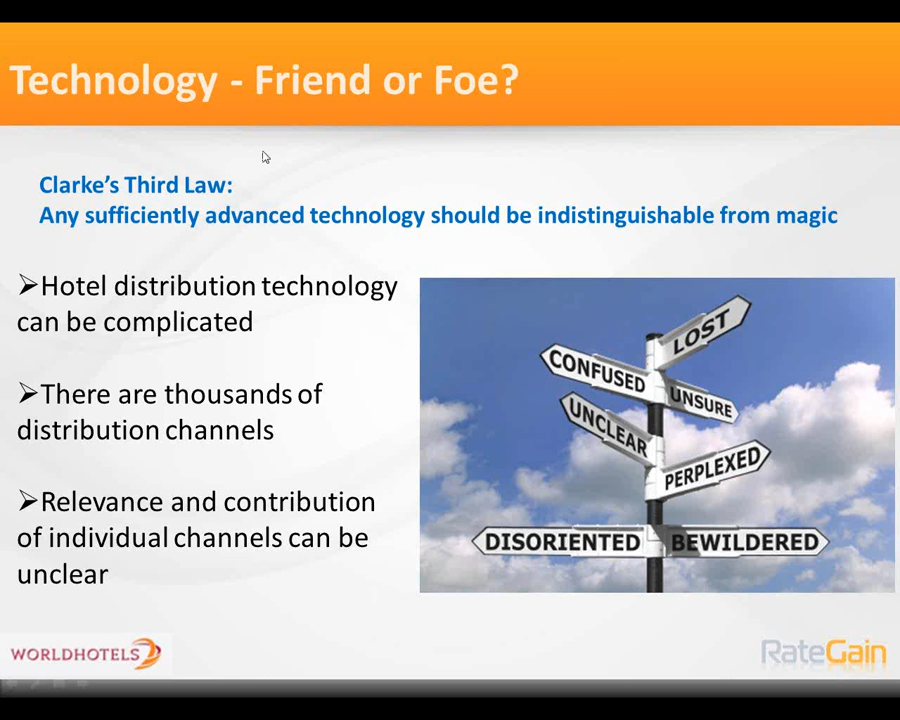 Technology - Friend or Foe?
Clarke's Third Law:
Any sufficiently advanced technology should be indistinguishable from magic
➢Hotel distribution technology
can be complicated
➢There are thousands of
distribution channels
➢Relevance and contribution
of individual channels can be
unclear
LOST
CONFUSED
UNSURE
UNCLEAR
PERPLEXED
DISORIENTED
BEWILDERED
WORLDHOTELS
RateGain